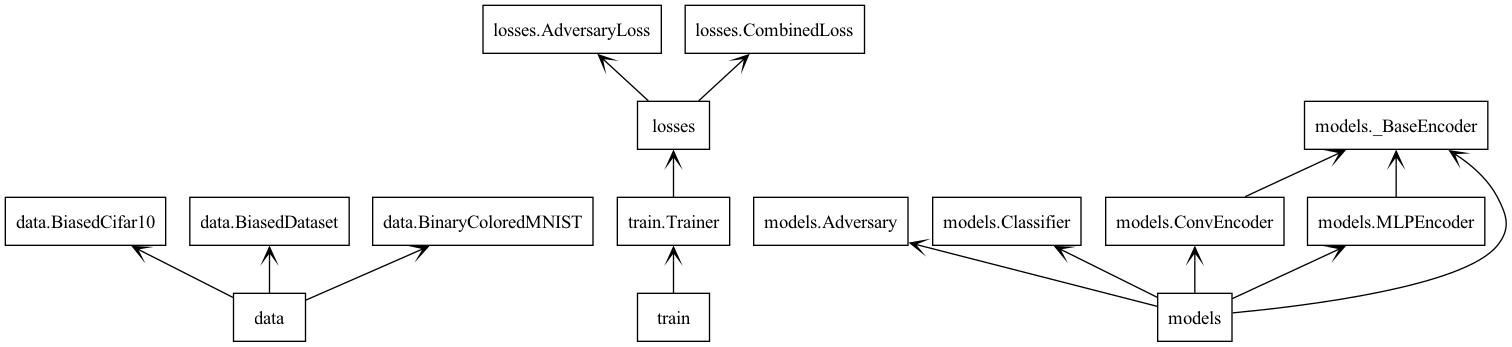 losses.AdversaryLoss
losses.CombinedLoss
losses
models._BaseEncoder
data.BiasedCifar10
data.BiasedDataset
data.BinaryColoredMNIST
train.Trainer
models.Adversary
models.Classifier
models.ConvEncoder
models.MLPEncoder
data
train
models